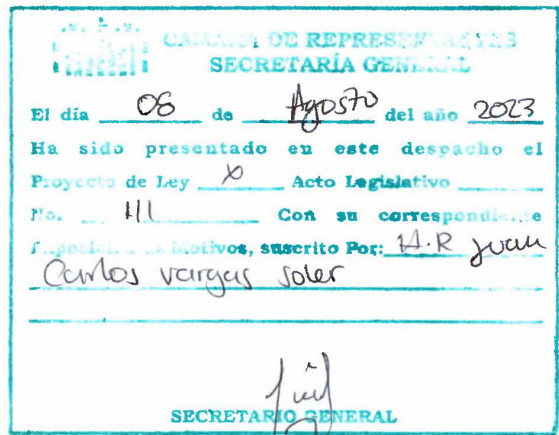 CÁMARA DE REPRESENTANTES
SECRETARÍA GENERAL
El día 08 de Agosto del año 2023
Ha sido presentado en este despacho el
Proyecto de Ley X Acto Legislativo
No. 111 Con su correspondiente
Exposición de Motivos, suscrito Por: H.R Juan
Carlos vargas soler
SECRETARIO GENERAL